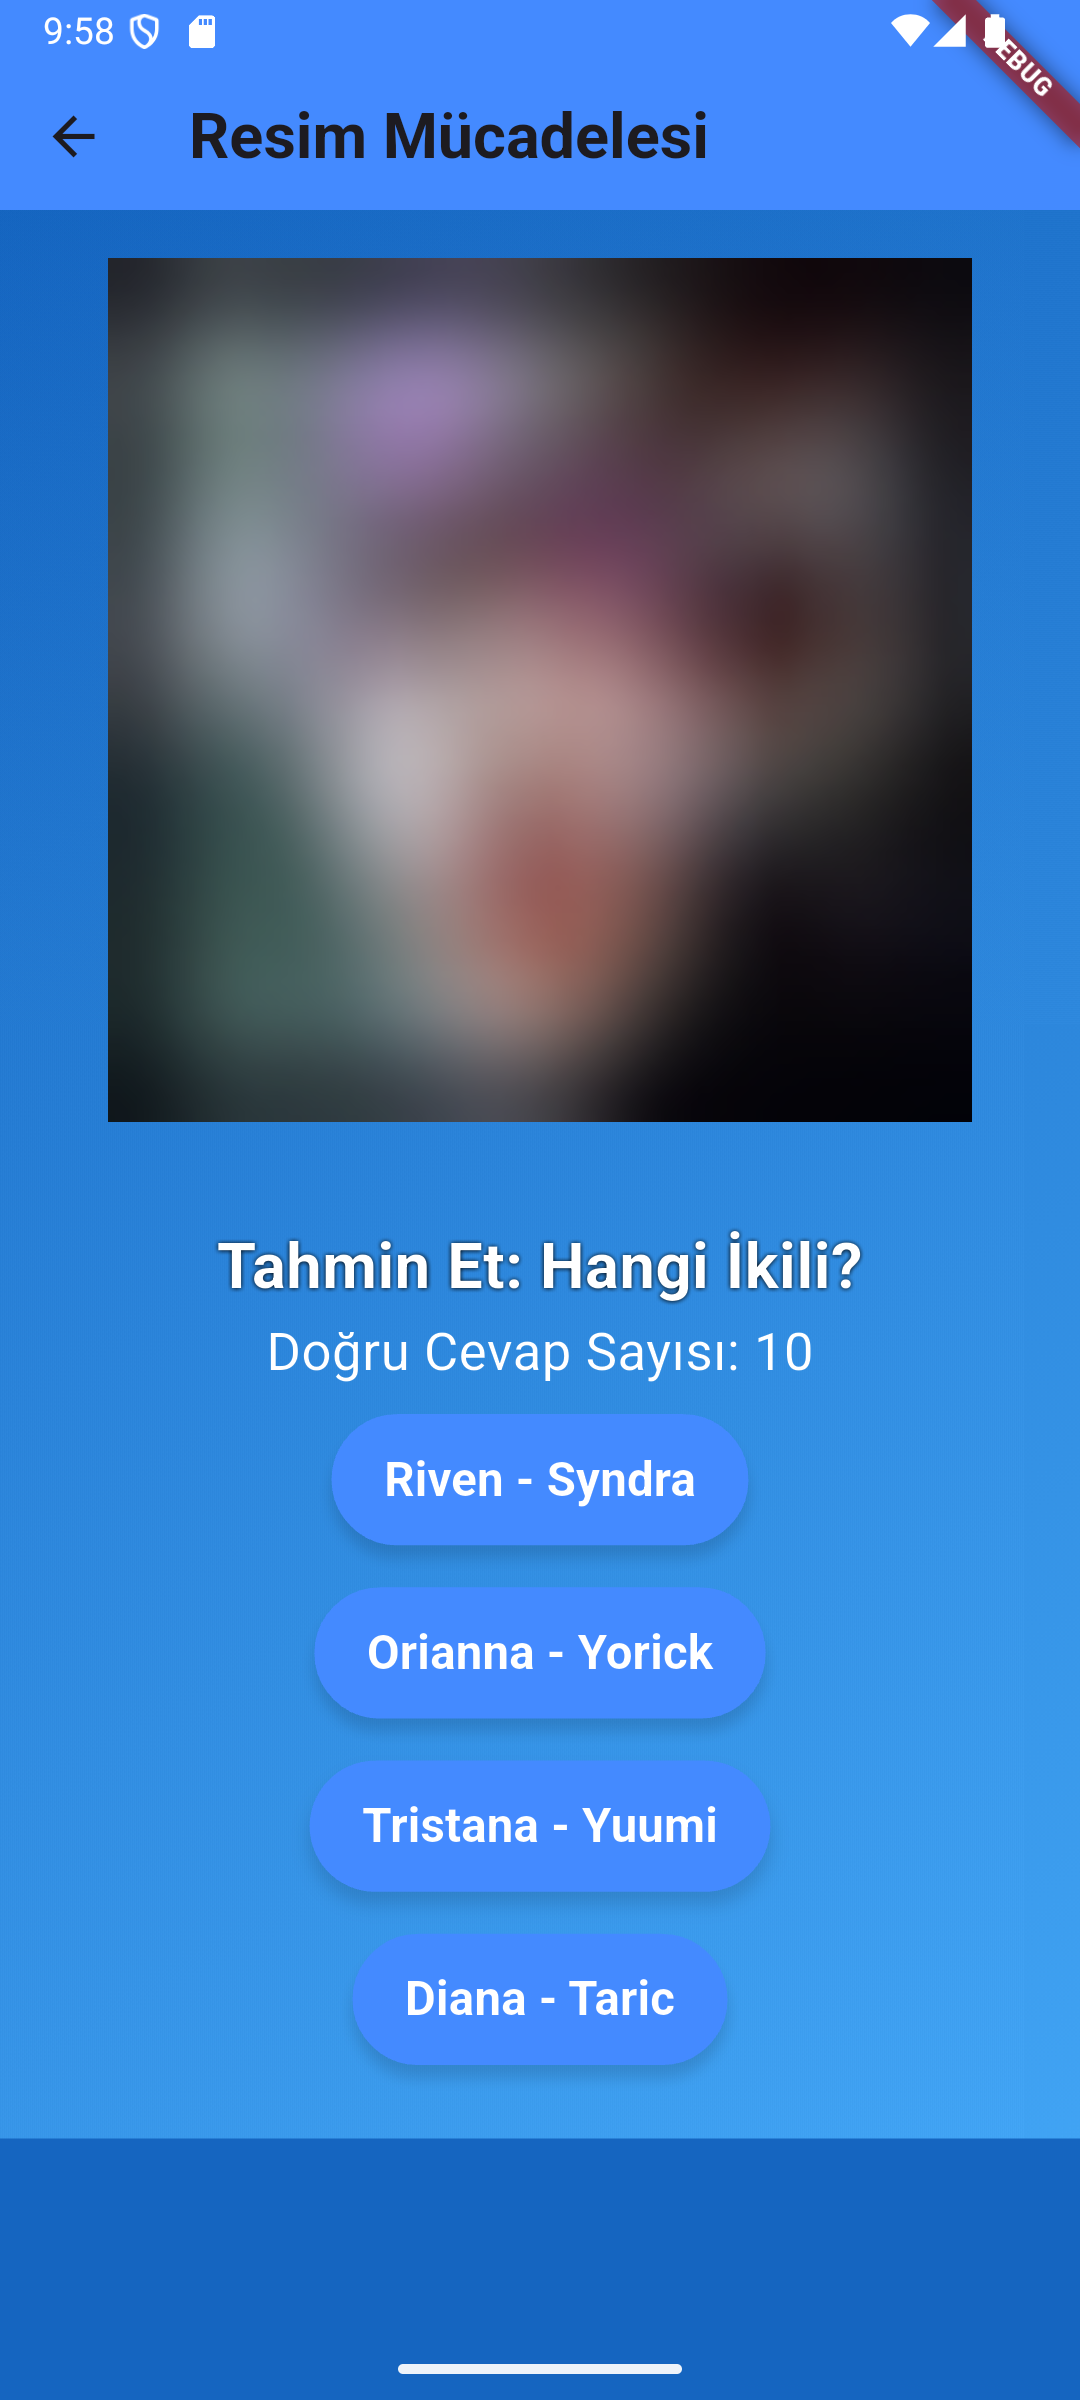 9:58
DEBUG
Resim Mücadelesi
Tahmin Et: Hangi İkili?
Doğru Cevap Sayısı: 10
Riven - Syndra
Orianna - Yorick
Tristana - Yuumi
Diana - Taric